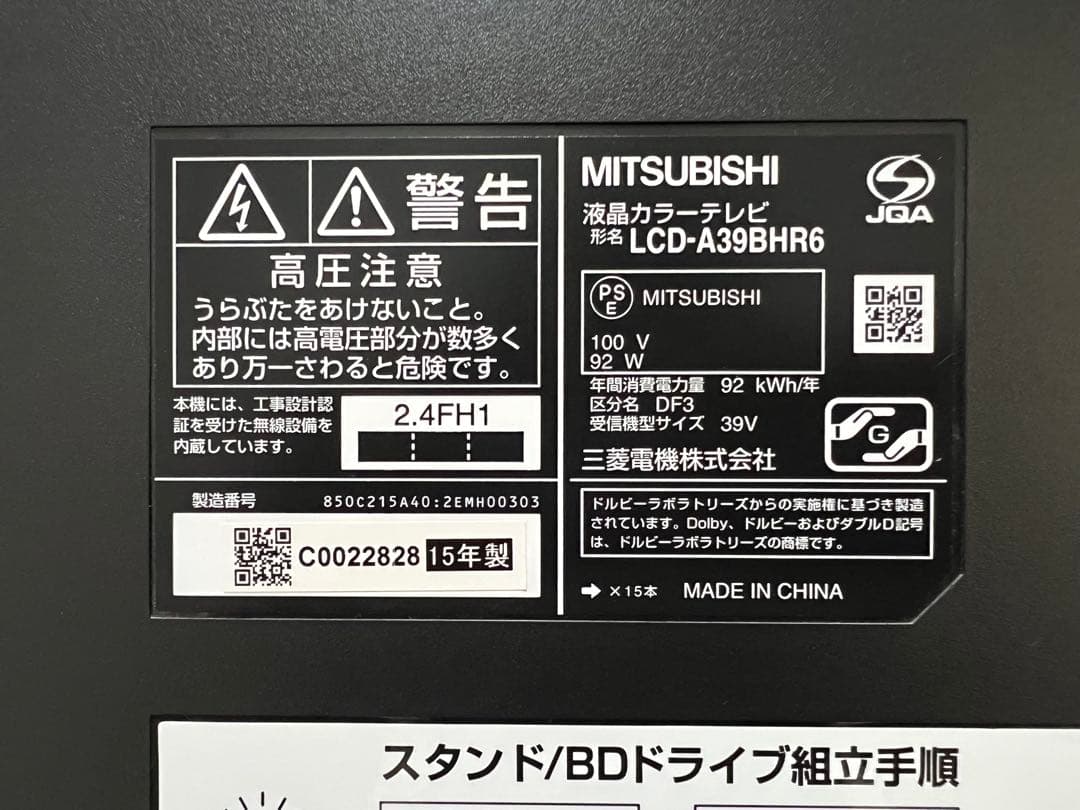 警告
高圧注意
うらぶたをあけないこと。
内部には高電圧部分が数多く
あり万一さわると危険です。
本機には、工事設計認
証を受けた無線設備を
内蔵しています。
2.4FH1
製造番号 850C215A40:2EMH00303
C0022828 15年製
MITSUBISHI
液晶カラーテレビ
形名 LCD-A39BHR6
JQA
PS
E
MITSUBISHI
100 V
92 W
年間消費電力量 92 kWh/年
区分名 DF3
受信機型サイズ 39V
G
三菱電機株式会社
ドルビーラボラトリーズからの実施権に基づき製造
されています。Dolby、ドルビーおよびダブルD記号
は、ドルビーラボラトリーズの商標です。
➡ ×15本 MADE IN CHINA
スタンド/BDドライブ組立手順